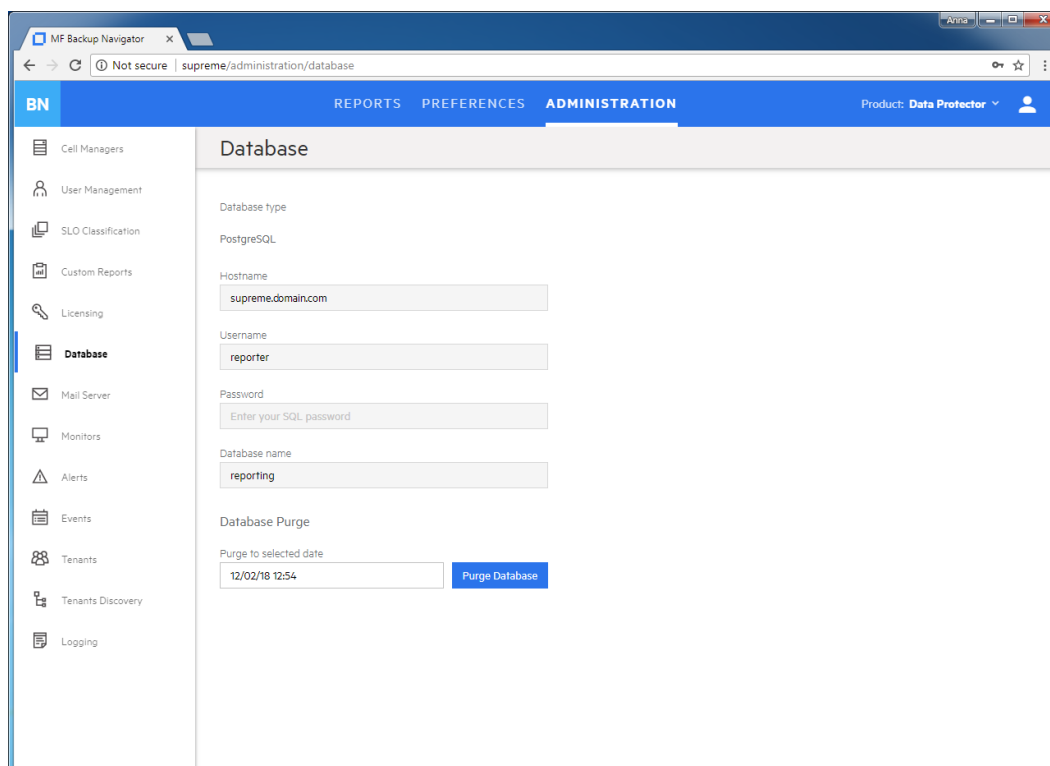 Anna
MF Backup Navigator
Not secure | supreme/administration/database
BN
REPORTS PREFERENCES ADMINISTRATION
Product: Data Protector
Cell Managers
User Management
SLO Classification
Custom Reports
Licensing
Database
Mail Server
Monitors
Alerts
Events
Tenants
Tenants Discovery
Logging
Database
Database type
PostgreSQL
Hostname
supreme.domain.com
Username
reporter
Password
Enter your SQL password
Database name
reporting
Database Purge
Purge to selected date
12/02/18 12:54
Purge Database